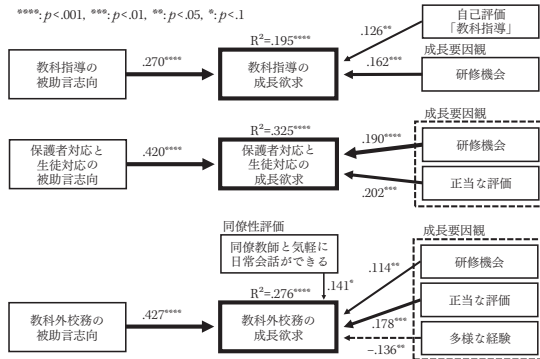 ****: p<.001, ***: p<.01, **: p<.05, *: p<.1
自己評価
「教科指導」
.126**
R²=.195****
成長要因観
教科指導の
被助言志向
.270****
教科指導の
成長欲求
.162***
研修機会
成長要因観
R²=.325****
保護者対応と
生徒対応の
被助言志向
.420****
保護者対応と
生徒対応の
成長欲求
.190****
研修機会
.202***
正当な評価
同僚性評価
成長要因観
同僚教師と気軽に
日常会話ができる
.114**
研修機会
.141*
R²=.276****
教科外校務の
被助言志向
.427****
教科外校務の
成長欲求
.178***
正当な評価
-.136**
多様な経験